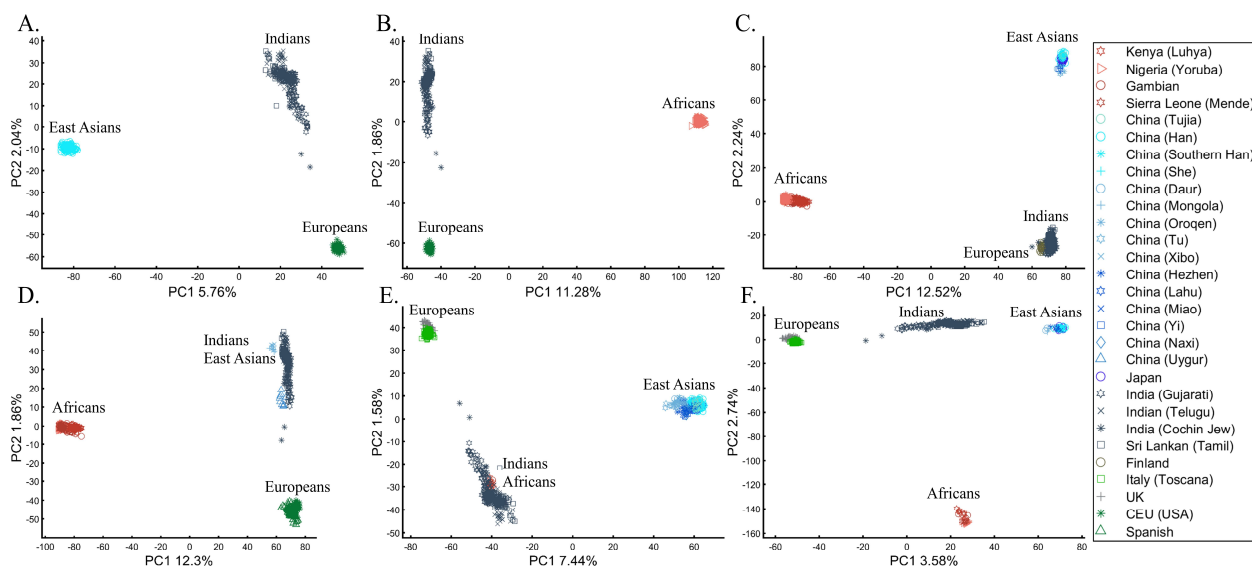 A.
Indians
East Asians
Europeans
PC2 2.04%
40
30
20
10
0
-10
-20
-30
-40
-50
-60
-80
-60
-40
-20
0
20
40
PC1 5.76%
B.
Indians
Africans
Europeans
PC2 1.86%
40
20
0
-20
-40
-60
-60
-40
-20
0
20
40
60
80
100
120
PC1 11.28%
C.
East Asians
Africans
Indians
Europeans
PC2 2.24%
80
60
40
20
0
-20
-80
-60
-40
-20
0
20
40
60
80
PC1 12.52%
D.
Indians
East Asians
Africans
Europeans
PC2 1.86%
50
40
30
20
10
0
-10
-20
-30
-40
-50
-100
-80
-60
-40
-20
0
20
40
60
80
PC1 12.3%
E.
Europeans
East Asians
Indians
Africans
PC2 1.58%
40
30
20
10
0
-10
-20
-30
-40
-50
-80
-60
-40
-20
0
20
40
60
PC1 7.44%
F.
Europeans
Indians
East Asians
Africans
PC2 2.74%
20
0
-20
-40
-60
-80
-100
-120
-140
-160
-60
-40
-20
0
20
40
60
80
PC1 3.58%
Kenya (Luhya)
Nigeria (Yoruba)
Gambian
Sierra Leone (Mende)
China (Tujia)
China (Han)
China (Southern Han)
China (She)
China (Daur)
China (Mongola)
China (Oroqen)
China (Tu)
China (Xibo)
China (Hezhen)
China (Lahu)
China (Miao)
China (Yi)
China (Naxi)
China (Uygur)
Japan
India (Gujarati)
Indian (Telugu)
India (Cochin Jew)
Sri Lankan (Tamil)
Finland
Italy (Toscana)
UK
CEU (USA)
Spanish